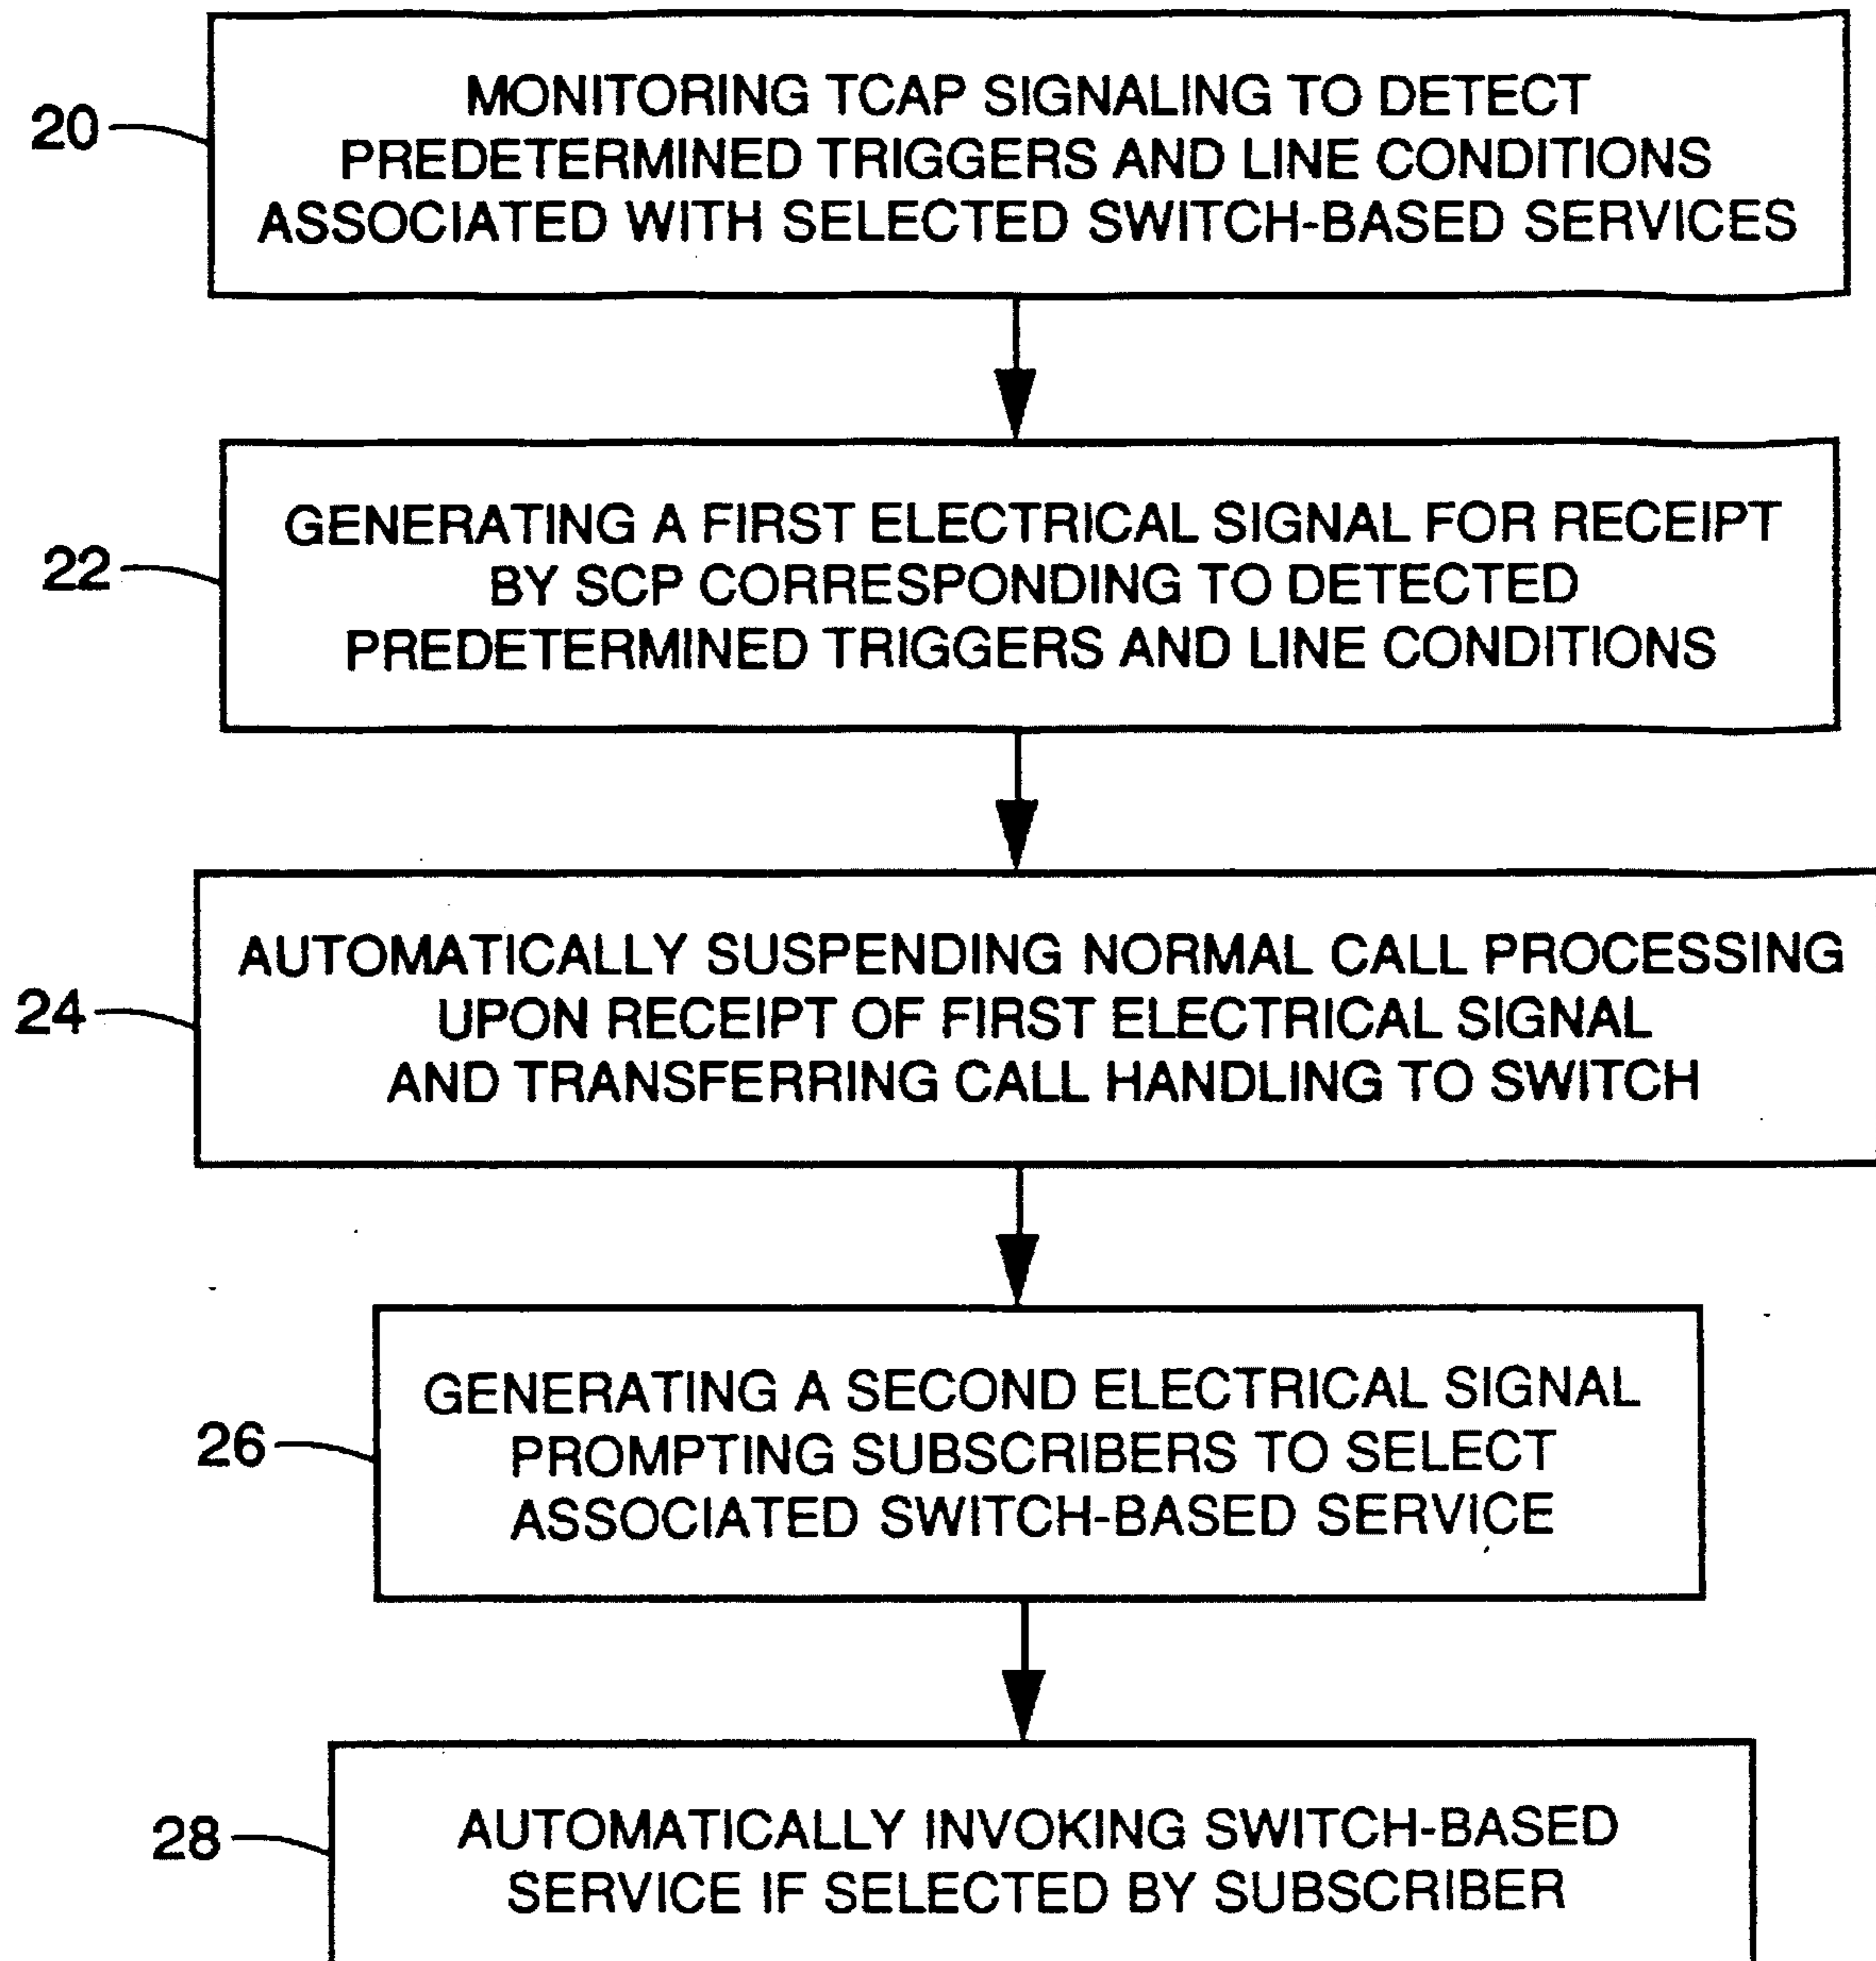 20
MONITORING TCAP SIGNALING TO DETECT
PREDETERMINED TRIGGERS AND LINE CONDITIONS
ASSOCIATED WITH SELECTED SWITCH-BASED SERVICES
22
GENERATING A FIRST ELECTRICAL SIGNAL FOR RECEIPT
BY SCP CORRESPONDING TO DETECTED
PREDETERMINED TRIGGERS AND LINE CONDITIONS
24
AUTOMATICALLY SUSPENDING NORMAL CALL PROCESSING
UPON RECEIPT OF FIRST ELECTRICAL SIGNAL
AND TRANSFERRING CALL HANDLING TO SWITCH
26
GENERATING A SECOND ELECTRICAL SIGNAL
PROMPTING SUBSCRIBERS TO SELECT
ASSOCIATED SWITCH-BASED SERVICE
28
AUTOMATICALLY INVOKING SWITCH-BASED
SERVICE IF SELECTED BY SUBSCRIBER